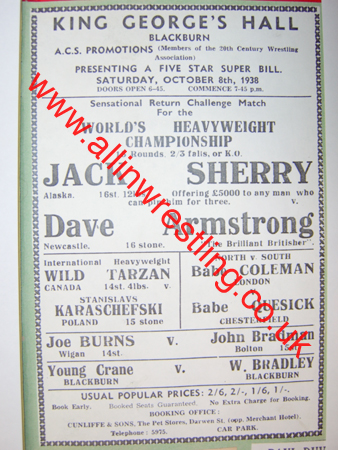 KING GEORGE'S HALL
BLACKBURN
A.C.S. PROMOTIONS (Members of the 20th Century Wrestling
Association)
PRESENTING A FIVE STAR SUPER BILL.
SATURDAY, OCTOBER 8th, 1938
DOORS OPEN 6-45. COMMENCE 7-45 p.m.
Sensational Return Challenge Match
For the
WORLD'S HEAVYWEIGHT
CHAMPIONSHIP
Rounds. 2/3 falls, or K.O.
JACK SHERRY
Alaska. 16st. Offering £5000 to any man who
can pin him for three. v.
Dave Armstrong
Newcastle. 16 stone. "The Brilliant Britisher"
International Heavyweight
WILD TARZAN
CANADA 14st. 4lbs. v.
STANISLAVS
KARASCHEFSKI
POLAND 15 stone
NORTH v SOUTH
Babe COLEMAN
LONDON
v.
Babe QUESICK
CHESTERFIELD
Joe BURNS v. John Bradman
Wigan 14st. Bolton
Young Crane v. W. BRADLEY
BLACKBURN BLACKBURN
USUAL POPULAR PRICES: 2/6, 2/-, 1/6, 1/-.
Book Early. Booked Seats Guaranteed. No Extra Charge for Booking.
BOOKING OFFICE:
CUNLIFFE & SONS, The Pet Stores, Darwen St. (opp. Merchant Hotel).
Telephone: 5975. CAR PARK.
www.allinwrestling.co.uk